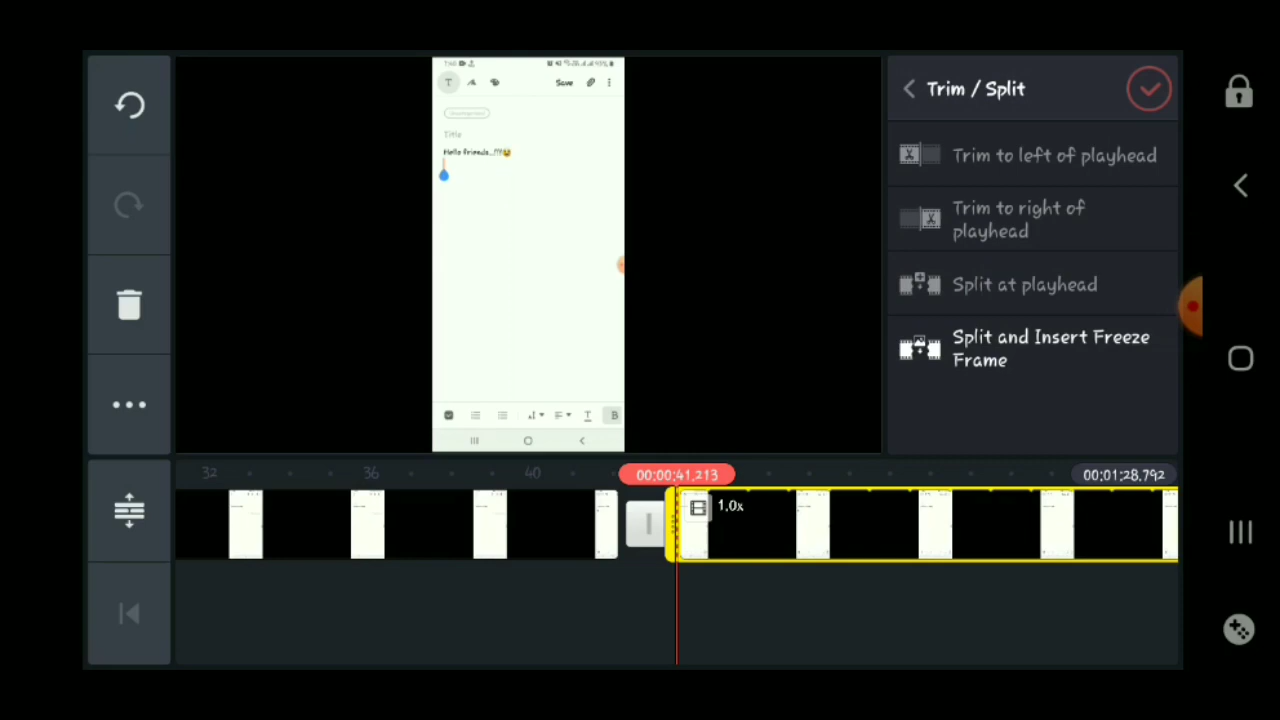 T
Save
Title
Hello friends..!!!😄
T
B
Trim / Split
Trim to left of playhead
Trim to right of
playhead
Split at playhead
Split and Insert Freeze
Frame
32
36
40
00:00:41.213
00:01:28.792
1.0x